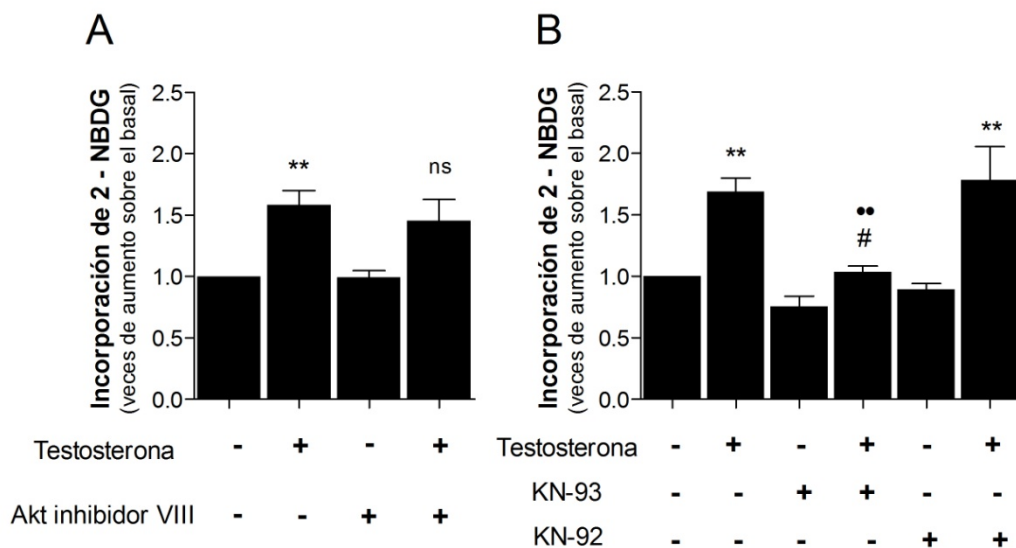 A
Incorporación de 2 - NBDG
(veces de aumento sobre el basal)
2.5
2.0
1.5
1.0
0.5
0.0
**
ns
Testosterona - + - +
Akt inhibidor VIII - - + +
B
Incorporación de 2 - NBDG
(veces de aumento sobre el basal)
2.5
2.0
1.5
1.0
0.5
0.0
**
••
#
**
Testosterona - + - + - +
KN-93 - - + + - -
KN-92 - - - - + +